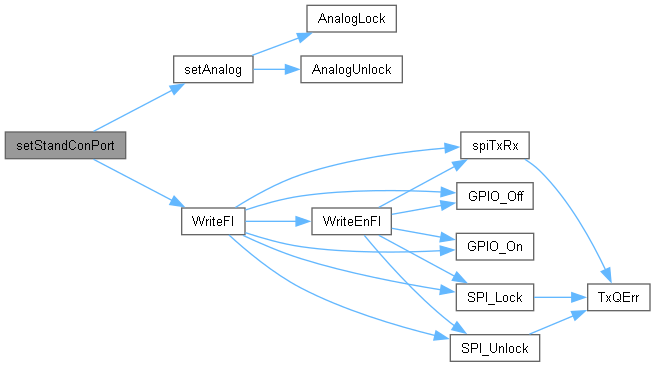 AnalogLock
setAnalog
AnalogUnlock
setStandConPort
spiTxRx
GPIO_Off
WriteFl
WriteEnFl
GPIO_On
SPI_Lock
TxQErr
SPI_Unlock